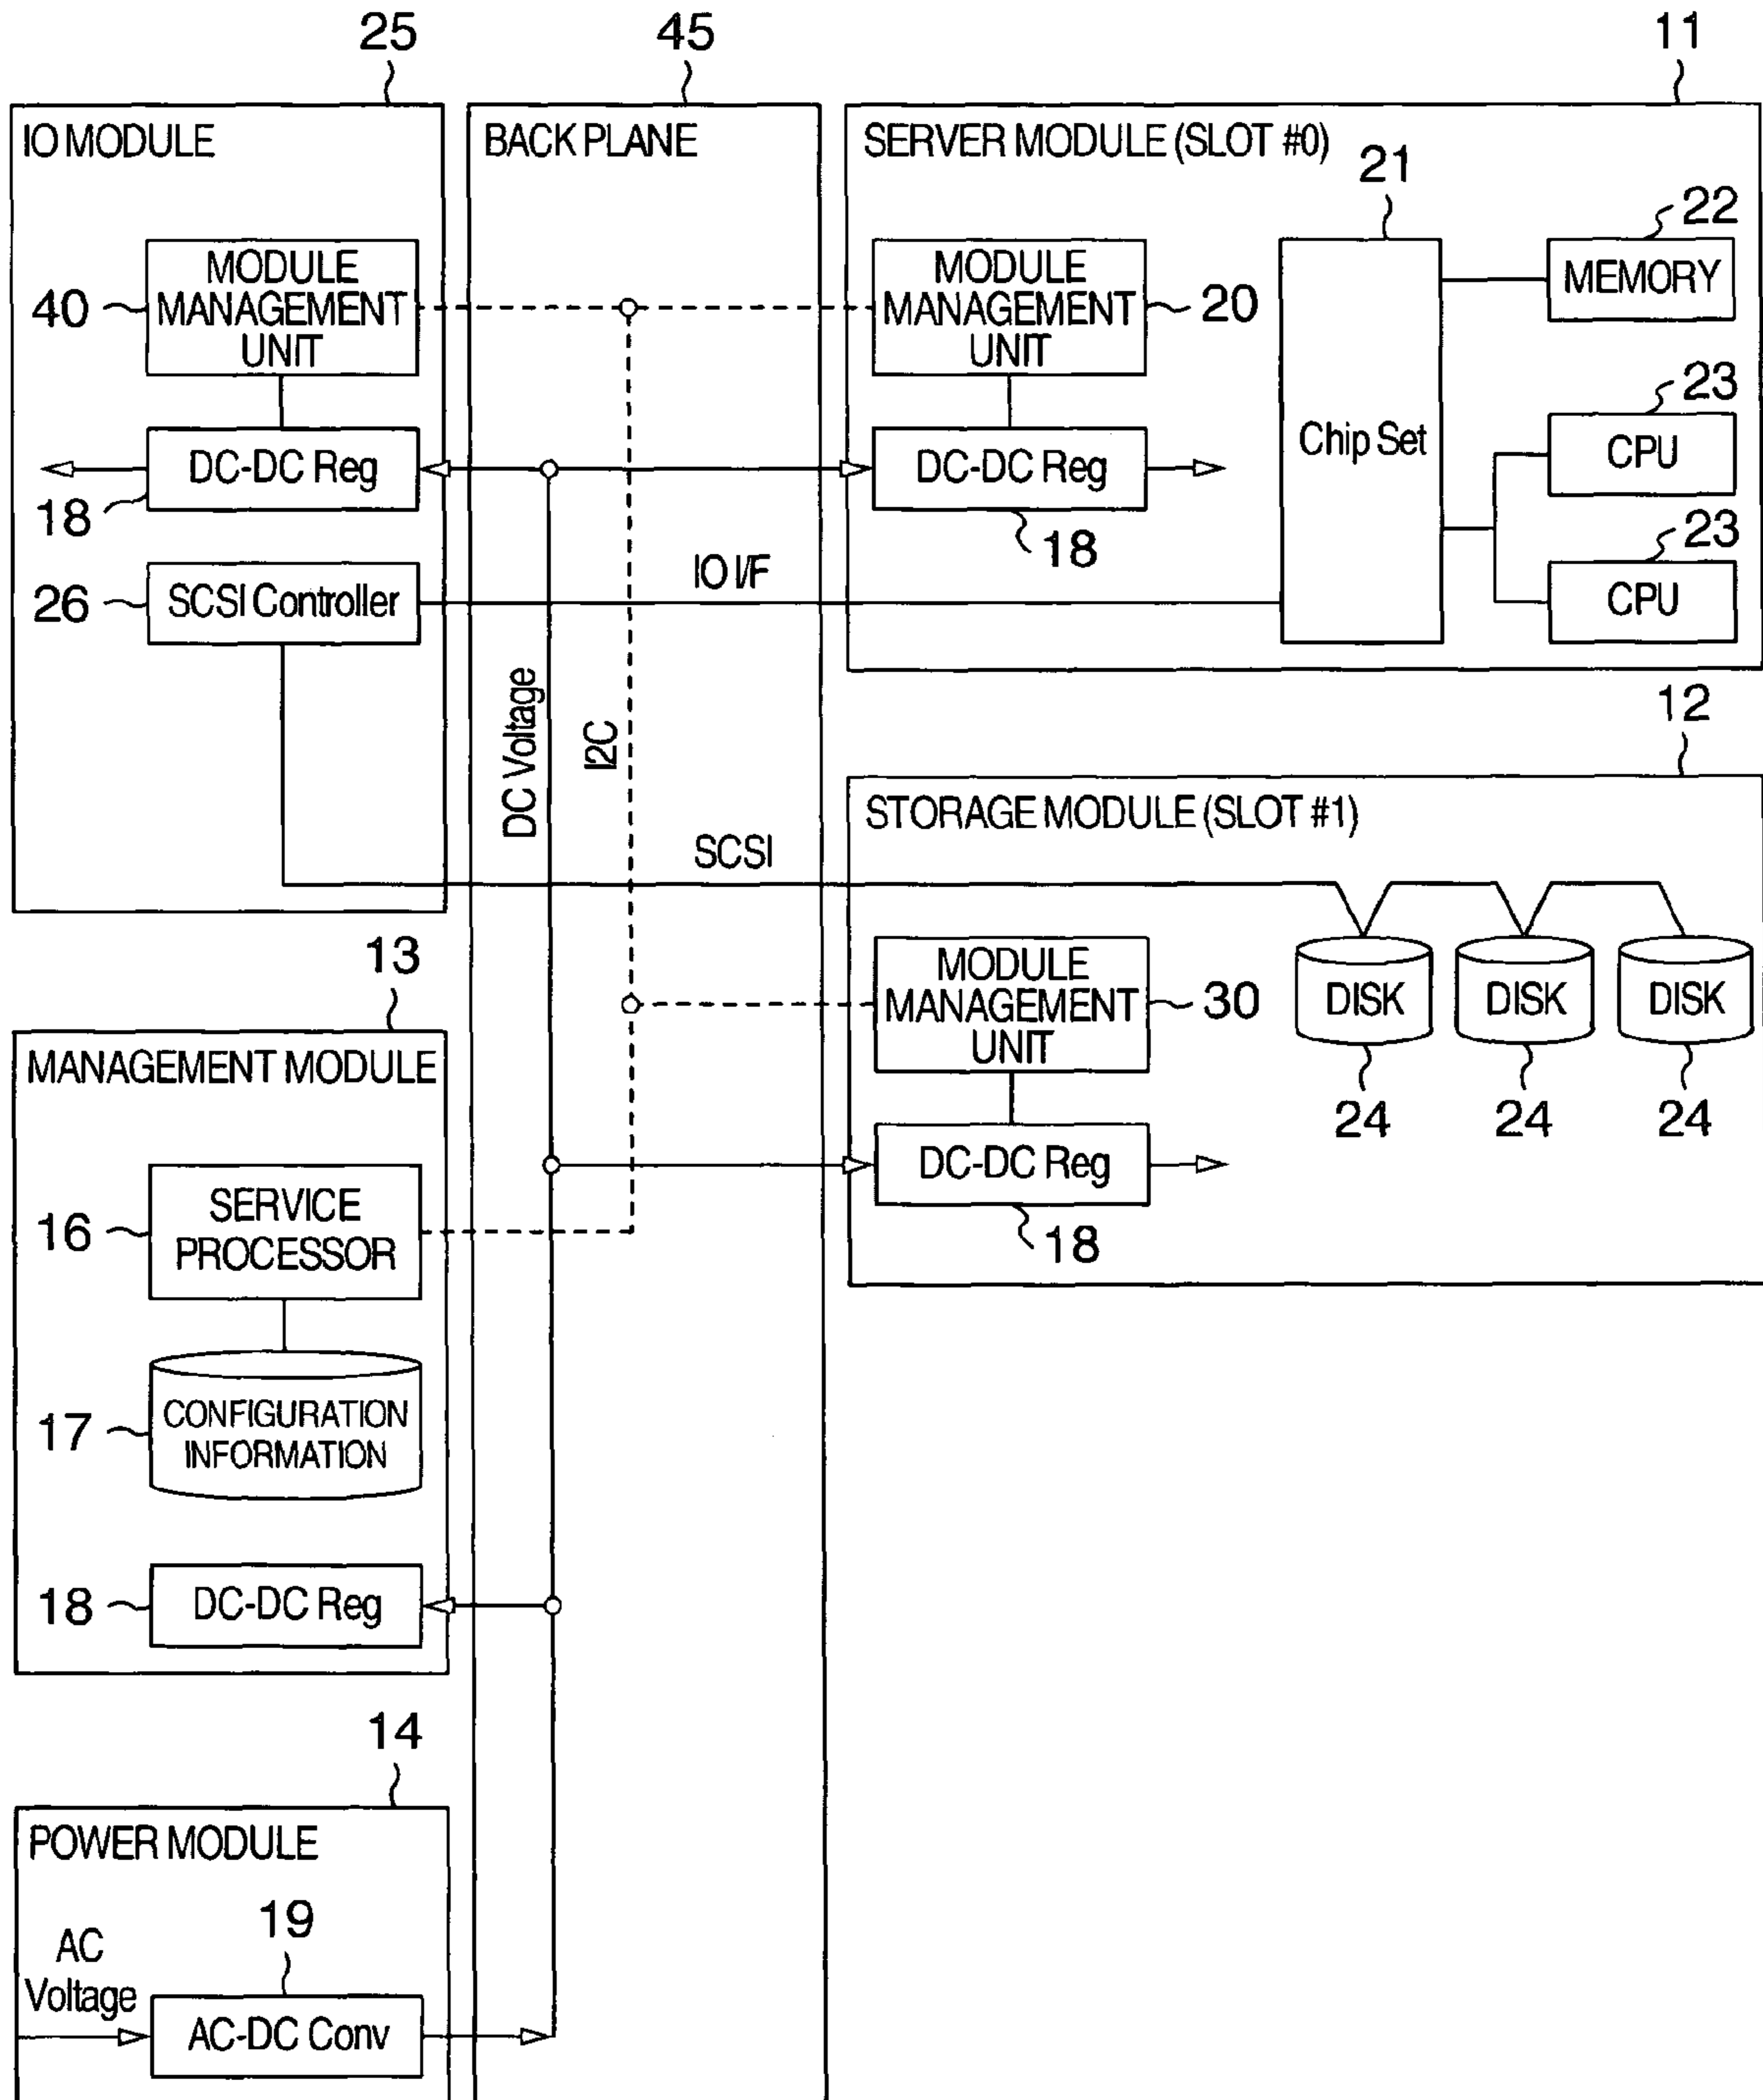 25
45
11
IO MODULE
BACK PLANE
SERVER MODULE (SLOT #0)
21
22
MODULE
MANAGEMENT
UNIT
40
MODULE
MANAGEMENT
UNIT
20
MEMORY
23
DC-DC Reg
18
DC-DC Reg
18
Chip Set
CPU
23
CPU
26
SCSI Controller
IO I/F
DC Voltage
I2C
12
STORAGE MODULE (SLOT #1)
SCSI
13
MODULE
MANAGEMENT
UNIT
30
DISK
DISK
DISK
24
24
24
MANAGEMENT MODULE
DC-DC Reg
18
16
SERVICE
PROCESSOR
17
CONFIGURATION
INFORMATION
18
DC-DC Reg
14
POWER MODULE
19
AC
Voltage
AC-DC Conv